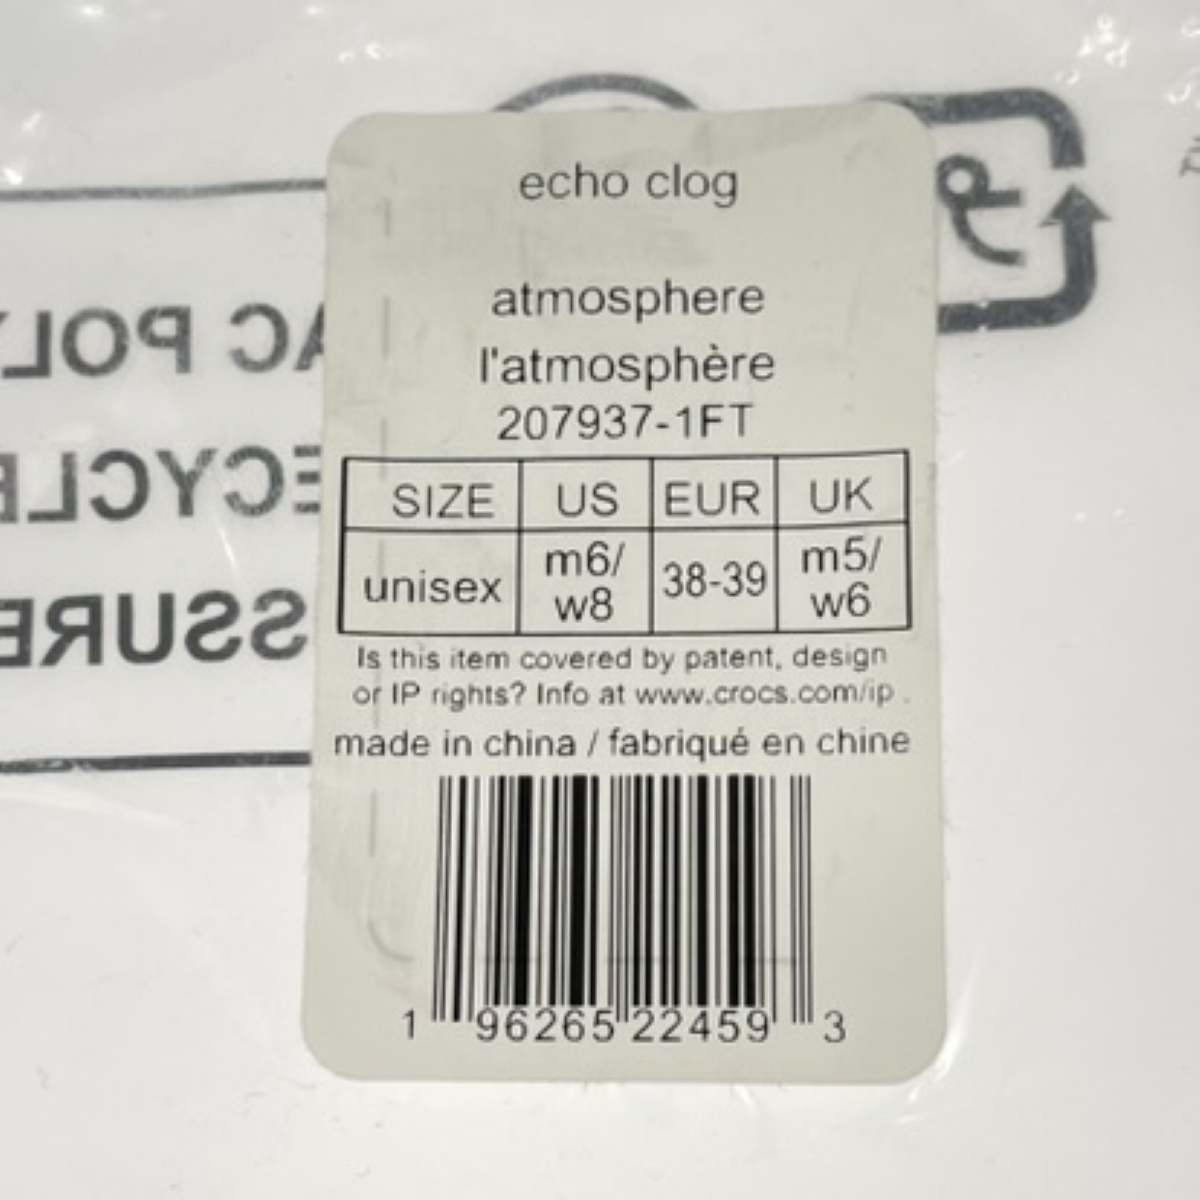 echo clog
atmosphere
l'atmosphère
207937-1FT
SIZE US EUR UK
unisex m6/ w8 38-39 m5/ w6
Is this item covered by patent, design
or IP rights? Info at www.crocs.com/ip .
made in china / fabriqué en chine
1 96265 22459 3